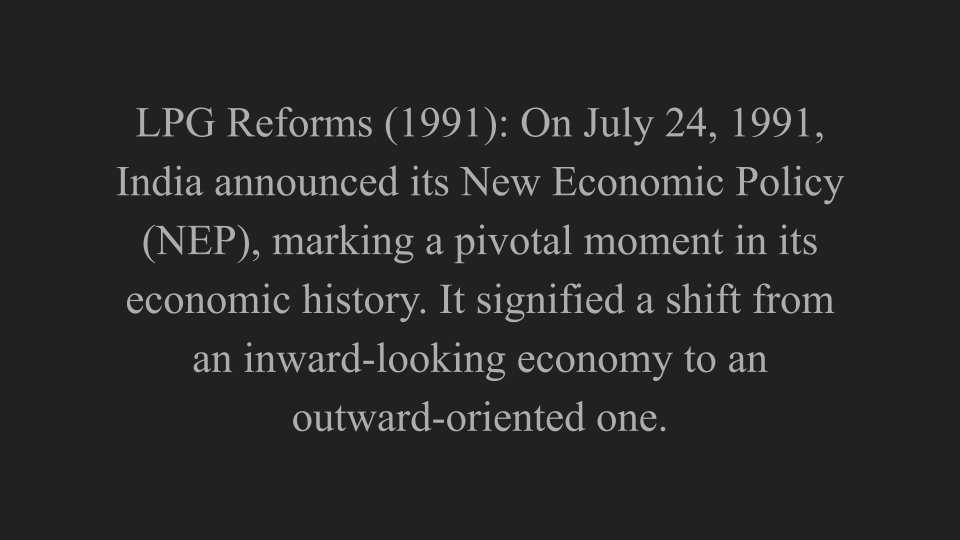 LPG Reforms (1991): On July 24, 1991,
India announced its New Economic Policy
(NEP), marking a pivotal moment in its
economic history. It signified a shift from
an inward-looking economy to an
outward-oriented one.